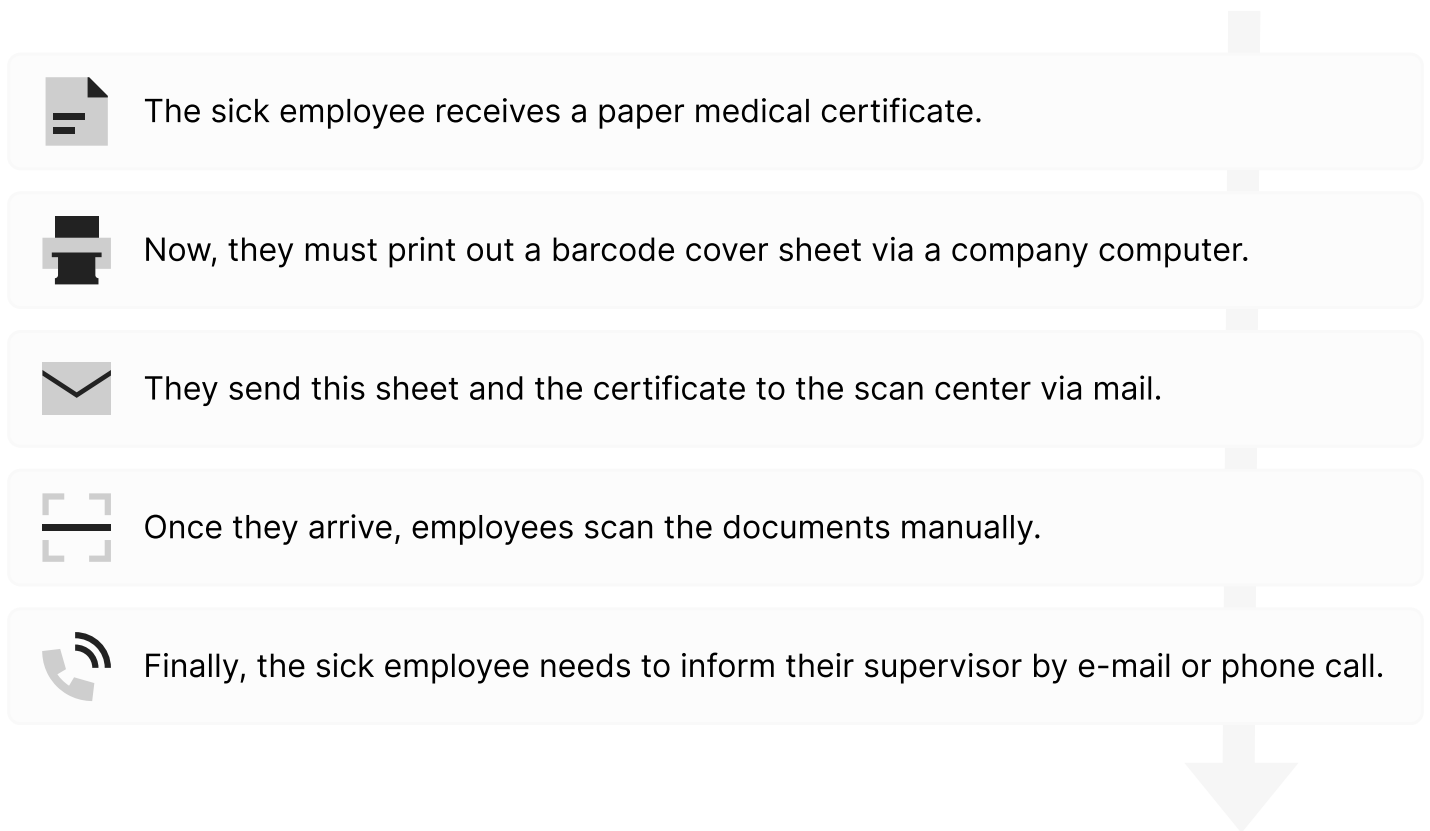 The sick employee receives a paper medical certificate.
Now, they must print out a barcode cover sheet via a company computer.
They send this sheet and the certificate to the scan center via mail.
Once they arrive, employees scan the documents manually.
Finally, the sick employee needs to inform their supervisor by e-mail or phone call.